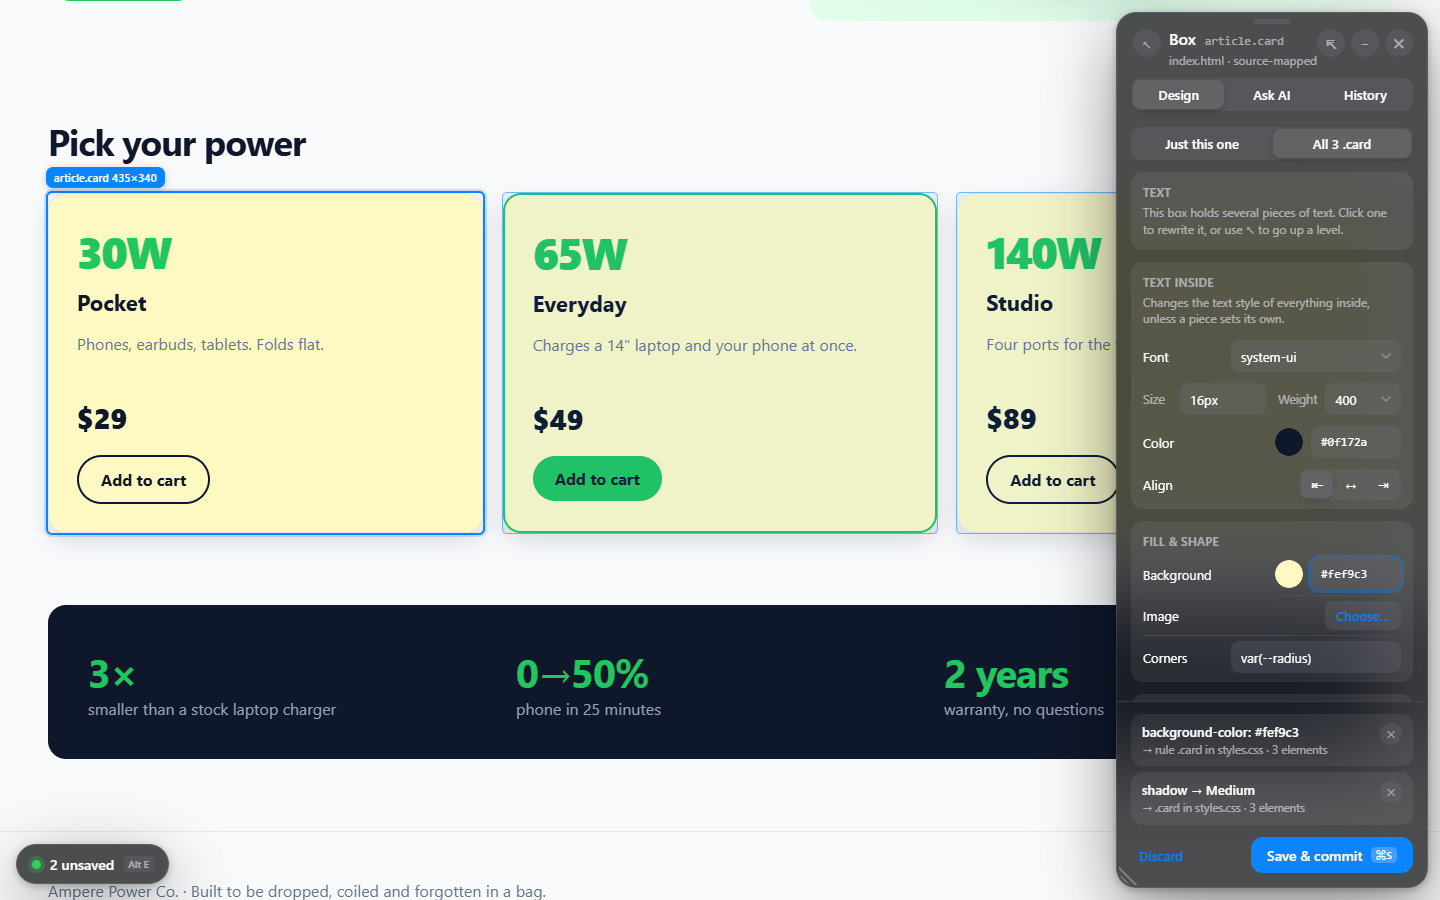 Pick your power
article.card 435×340
30W
Pocket
Phones, earbuds, tablets. Folds flat.
$29
Add to cart
65W
Everyday
Charges a 14" laptop and your phone at once.
$49
Add to cart
140W
Studio
Four ports for the
$89
Add to cart
3×
smaller than a stock laptop charger
0→50%
phone in 25 minutes
2 years
warranty, no questions
2 unsaved Alt E
Ampere Power Co. · Built to be dropped, coiled and forgotten in a bag.
Box article.card
index.html · source-mapped
Design Ask AI History
Just this one All 3 .card
TEXT
This box holds several pieces of text. Click one
to rewrite it, or use ↖ to go up a level.
TEXT INSIDE
Changes the text style of everything inside,
unless a piece sets its own.
Font system-ui
Size 16px Weight 400
Color #0f172a
Align
FILL & SHAPE
Background #fef9c3
Image Choose...
Corners var(--radius)
background-color: #fef9c3
→ rule .card in styles.css · 3 elements
shadow → Medium
→ .card in styles.css · 3 elements
Discard Save & commit ⌘S